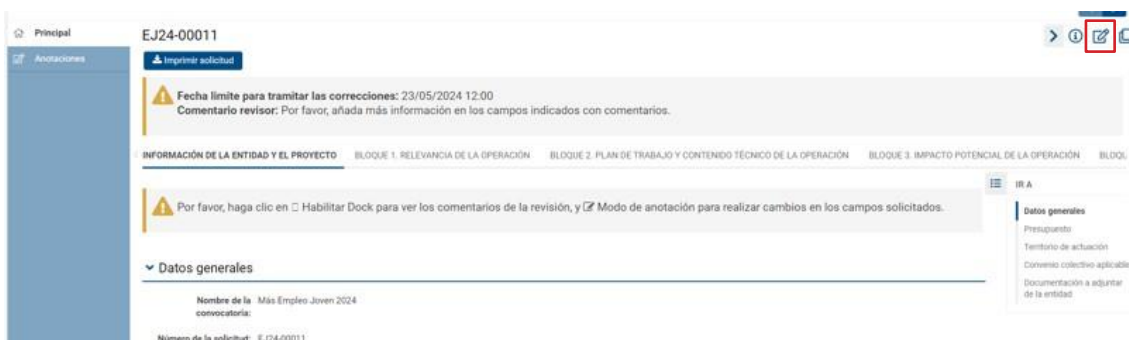 Principal
EJ24-00011
Anotaciones
Imprimir solicitud
Fecha límite para tramitar las correcciones: 23/05/2024 12:00
Comentario revisor: Por favor, añada más información en los campos indicados con comentarios.
INFORMACIÓN DE LA ENTIDAD Y EL PROYECTO BLOQUE 1. RELEVANCIA DE LA OPERACIÓN BLOQUE 2. PLAN DE TRABAJO Y CONTENIDO TÉCNICO DE LA OPERACIÓN BLOQUE 3. IMPACTO POTENCIAL DE LA OPERACIÓN BLOQU
IR A
Por favor, haga clic en Habilitar Dock para ver los comentarios de la revisión, y Modo de anotación para realizar cambios en los campos solicitados.
Datos generales
Presupuesto
Territorio de actuación
Convenio colectivo aplicable
Documentación a adjuntar
de la entidad
Datos generales
Nombre de la Más Empleo Joven 2024
convocatoria:
Número de la solicitud: EJ24-00011